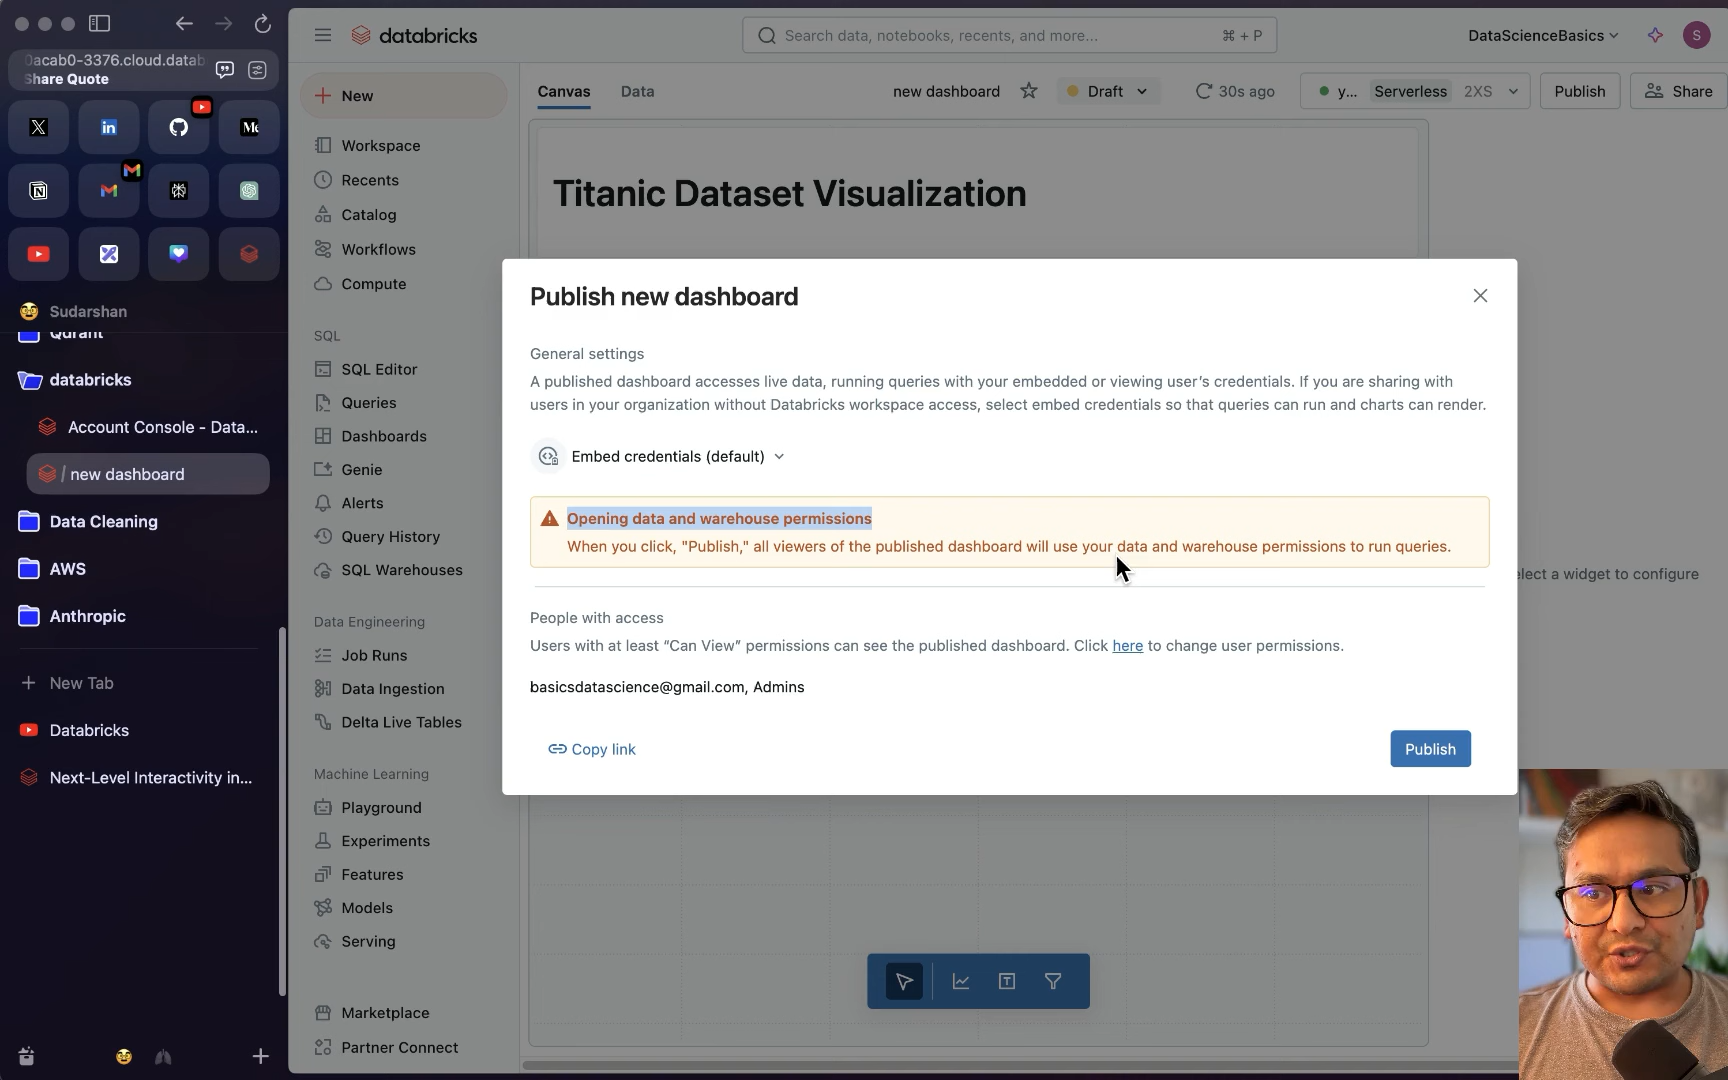 0acab0-3376.cloud.datab
Share Quote
Sudarshan
Qdrant
databricks
Account Console - Data...
/ new dashboard
Data Cleaning
AWS
Anthropic
New Tab
Databricks
Next-Level Interactivity in...
databricks
Search data, notebooks, recents, and more...
⌘ + P
DataScienceBasics
S
New
Workspace
Recents
Catalog
Workflows
Compute
SQL
SQL Editor
Queries
Dashboards
Genie
Alerts
Query History
SQL Warehouses
Data Engineering
Job Runs
Data Ingestion
Delta Live Tables
Machine Learning
Playground
Experiments
Features
Models
Serving
Marketplace
Partner Connect
Canvas
Data
new dashboard
Draft
30s ago
y... Serverless 2XS
Publish
Share
Titanic Dataset Visualization
Publish new dashboard
General settings
A published dashboard accesses live data, running queries with your embedded or viewing user's credentials. If you are sharing with
users in your organization without Databricks workspace access, select embed credentials so that queries can run and charts can render.
Embed credentials (default)
Opening data and warehouse permissions
When you click, "Publish," all viewers of the published dashboard will use your data and warehouse permissions to run queries.
People with access
Users with at least “Can View” permissions can see the published dashboard. Click here to change user permissions.
basicsdatascience@gmail.com, Admins
Copy link
Publish
elect a widget to configure